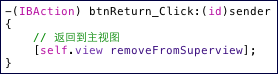 -(IBAction) btnReturn_Click:(id)sender
{
// 返回到主视图
[self.view removeFromSuperview];
}